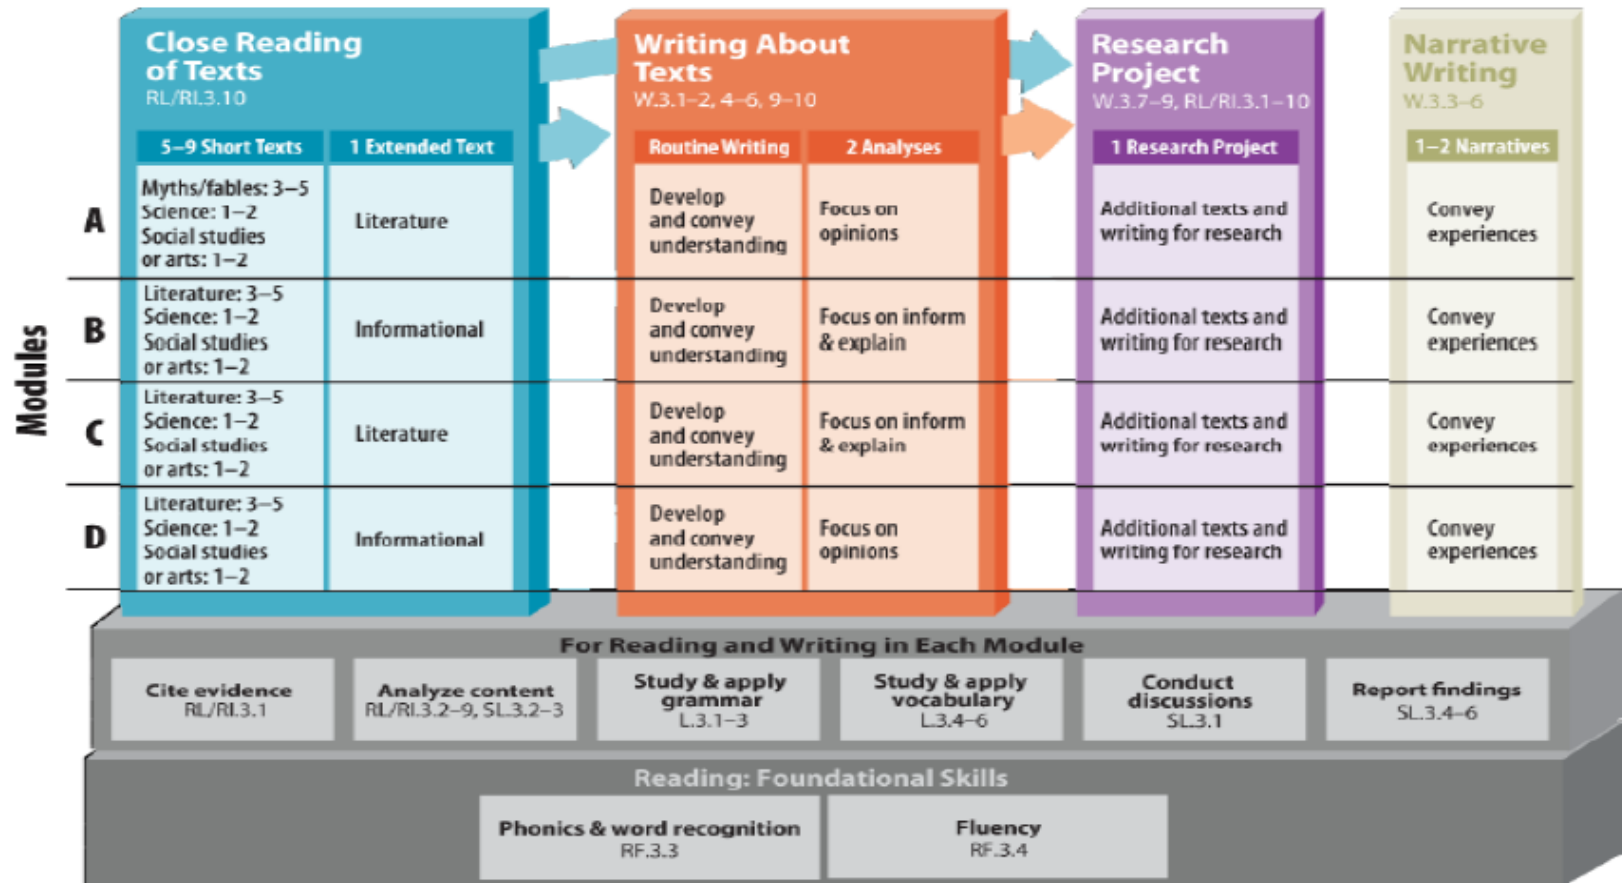 Close Reading
of Texts
RL/RI.3.10
5–9 Short Texts
1 Extended Text
Writing About
Texts
W.3.1–2, 4–6, 9–10
Routine Writing
2 Analyses
Research
Project
W.3.7–9, RL/RI.3.1–10
1 Research Project
Narrative
Writing
W.3.3–6
1–2 Narratives
Modules
A
Myths/fables: 3–5
Science: 1–2
Social studies
or arts: 1–2
Literature
Develop
and convey
understanding
Focus on
opinions
Additional texts and
writing for research
Convey
experiences
B
Literature: 3–5
Science: 1–2
Social studies
or arts: 1–2
Informational
Develop
and convey
understanding
Focus on inform
& explain
Additional texts and
writing for research
Convey
experiences
C
Literature: 3–5
Science: 1–2
Social studies
or arts: 1–2
Literature
Develop
and convey
understanding
Focus on inform
& explain
Additional texts and
writing for research
Convey
experiences
D
Literature: 3–5
Science: 1–2
Social studies
or arts: 1–2
Informational
Develop
and convey
understanding
Focus on
opinions
Additional texts and
writing for research
Convey
experiences
For Reading and Writing in Each Module
Cite evidence
RL/RI.3.1
Analyze content
RL/RI.3.2–9, SL.3.2–3
Study & apply
grammar
L.3.1–3
Study & apply
vocabulary
L.3.4–6
Conduct
discussions
SL.3.1
Report findings
SL.3.4–6
Reading: Foundational Skills
Phonics & word recognition
RF.3.3
Fluency
RF.3.4